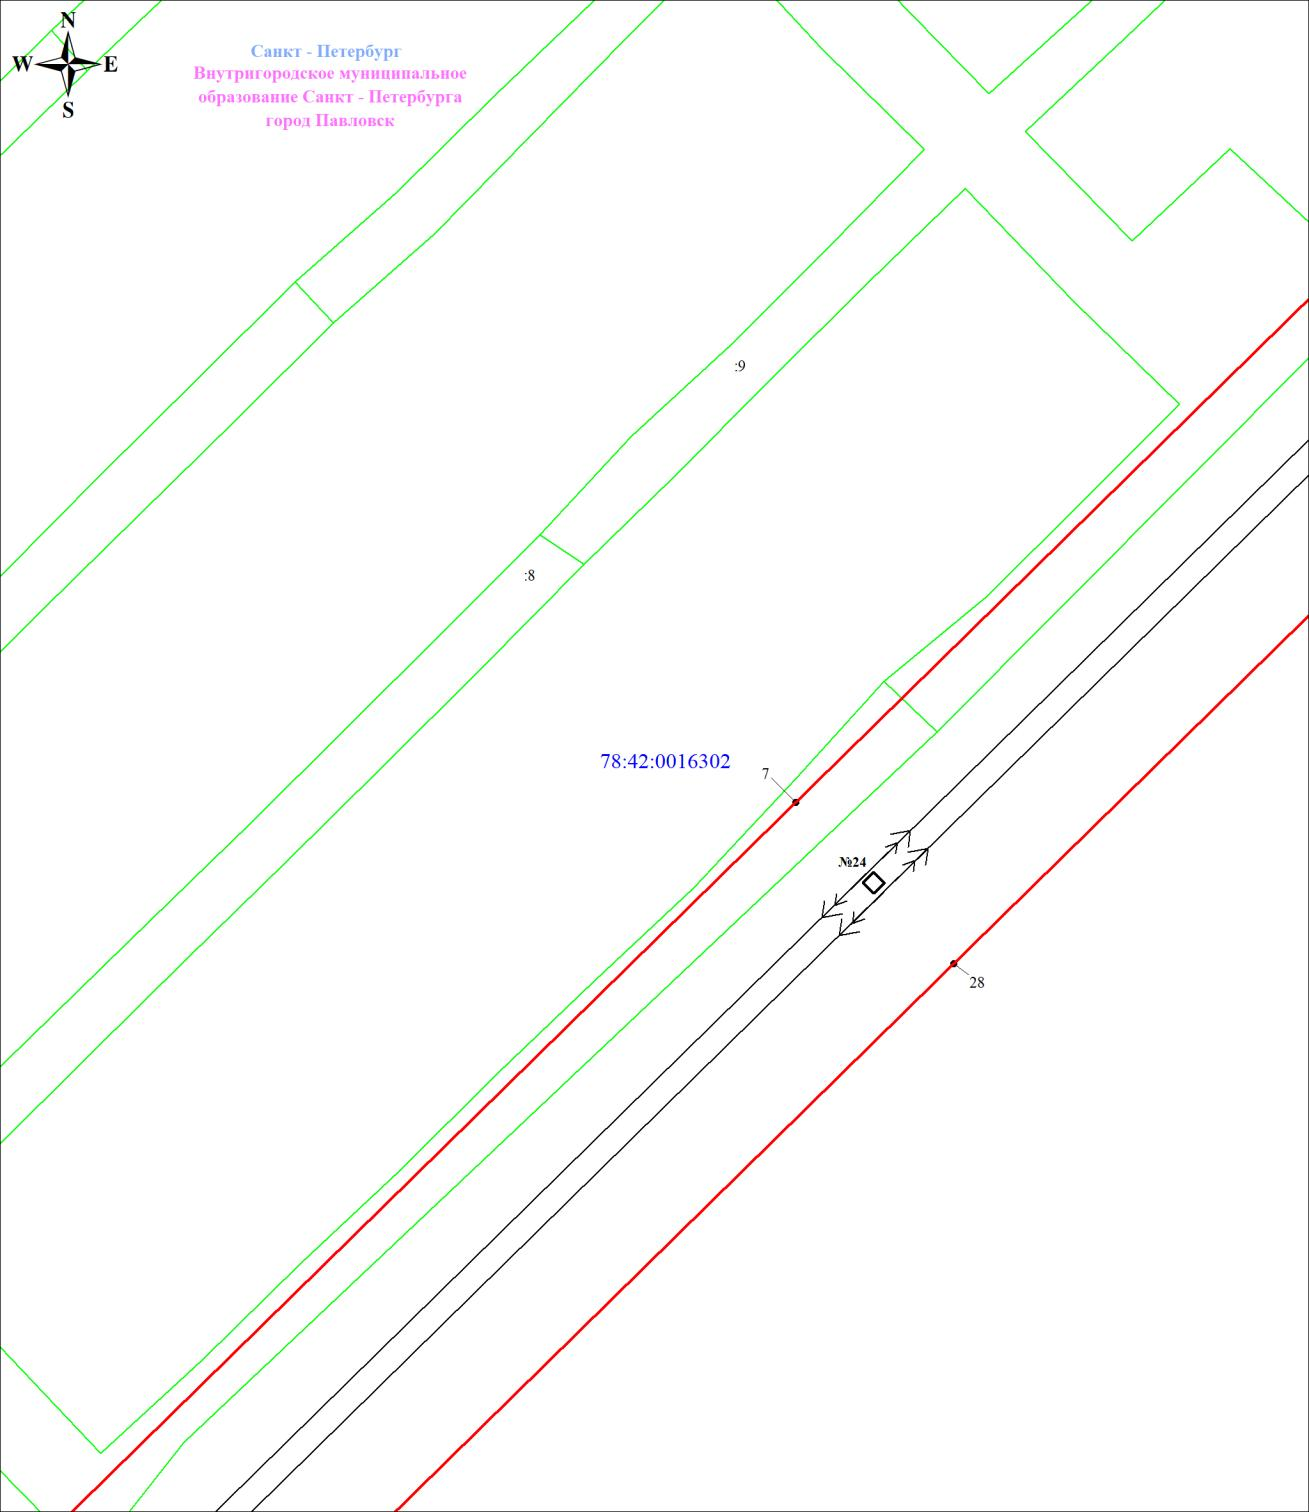 N
W E
S
Санкт - Петербург
Внутригородское муниципальное
образование Санкт - Петербурга
город Павловск
:9
:8
78:42:0016302
7
№24
28